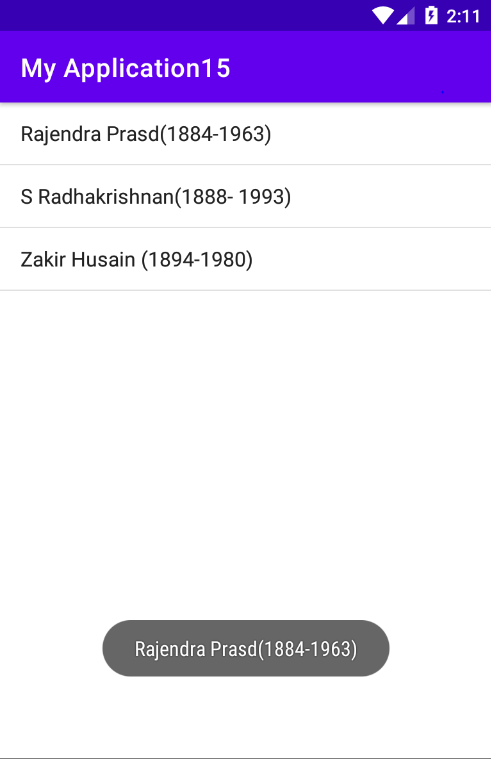 2:11
My Application15
Rajendra Prasd(1884-1963)
S Radhakrishnan(1888- 1993)
Zakir Husain (1894-1980)
Rajendra Prasd(1884-1963)